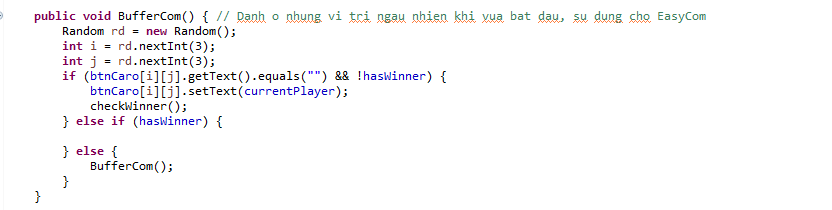 public void BufferCom() { // Danh o nhung vi tri ngau nhien khi vua bat dau, su dung cho EasyCom
Random rd = new Random();
int i = rd.nextInt(3);
int j = rd.nextInt(3);
if (btnCaro[i][j].getText().equals("") && !hasWinner) {
btnCaro[i][j].setText(currentPlayer);
checkWinner();
} else if (hasWinner) {
} else {
BufferCom();
}
}